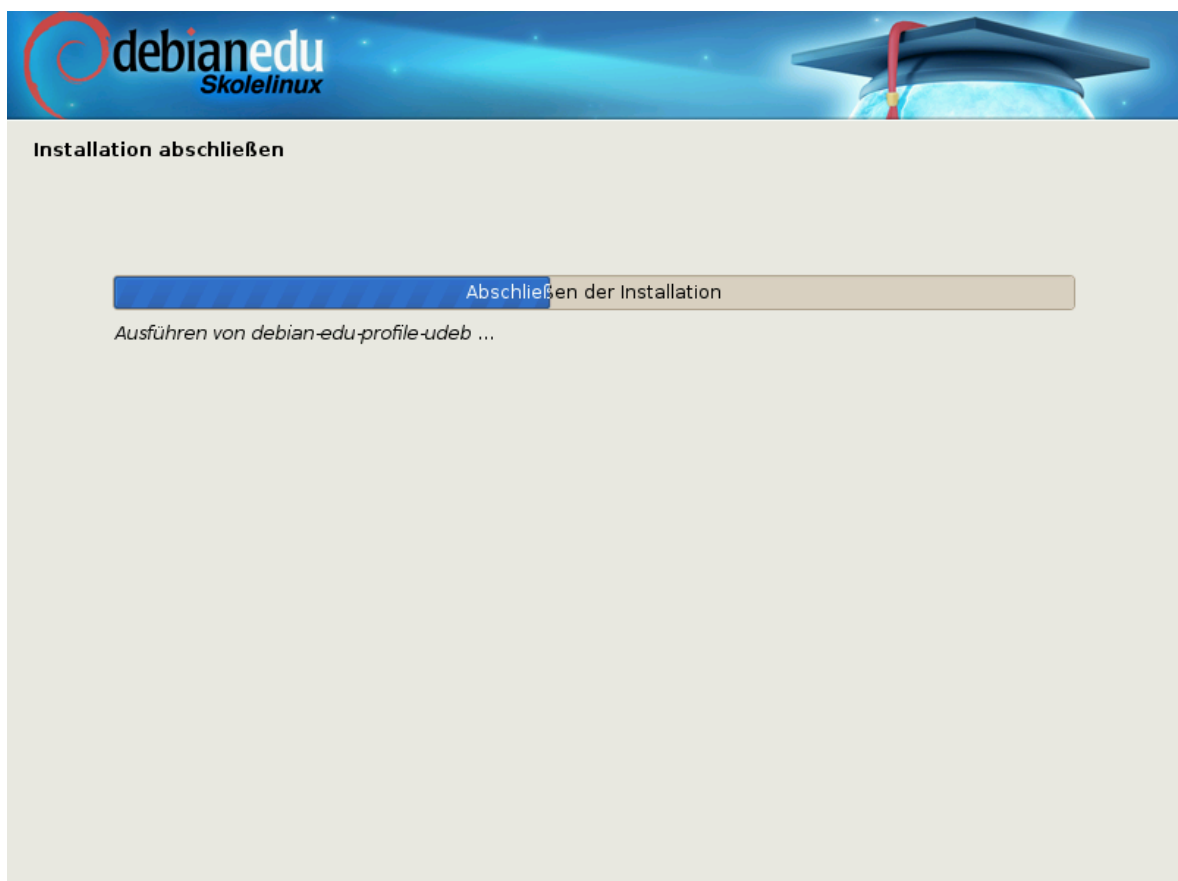 debianedu
Skolelinux
Installation abschließen
Abschließen der Installation
Ausführen von debian-edu-profile-udeb ...